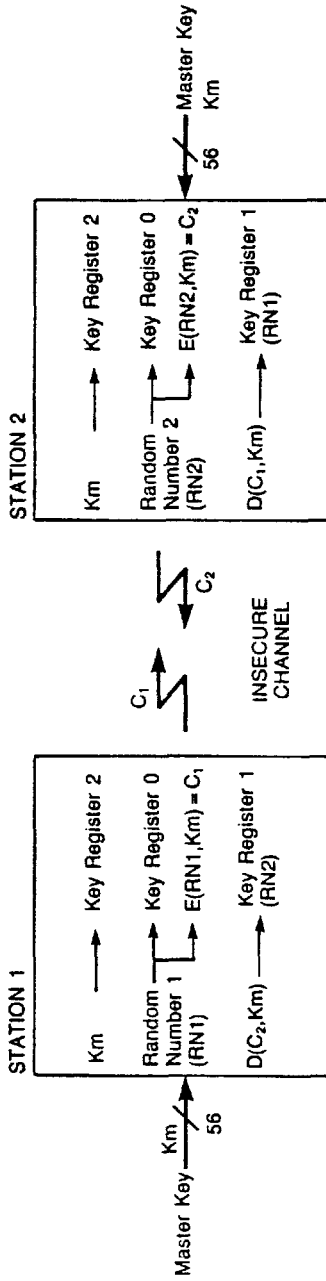 STATION 1
Master Key
Km
56
Km
Key Register 2
Random
Number 1
(RN1)
Key Register 0
E(RN1,Km) = C₁
D(C₂,Km)
Key Register 1
(RN2)
C₁
C₂
INSECURE
CHANNEL
STATION 2
Km
Key Register 2
Random
Number 2
(RN2)
Key Register 0
E(RN2,Km) = C₂
D(C₁,Km)
Key Register 1
(RN1)
Master Key
Km
56